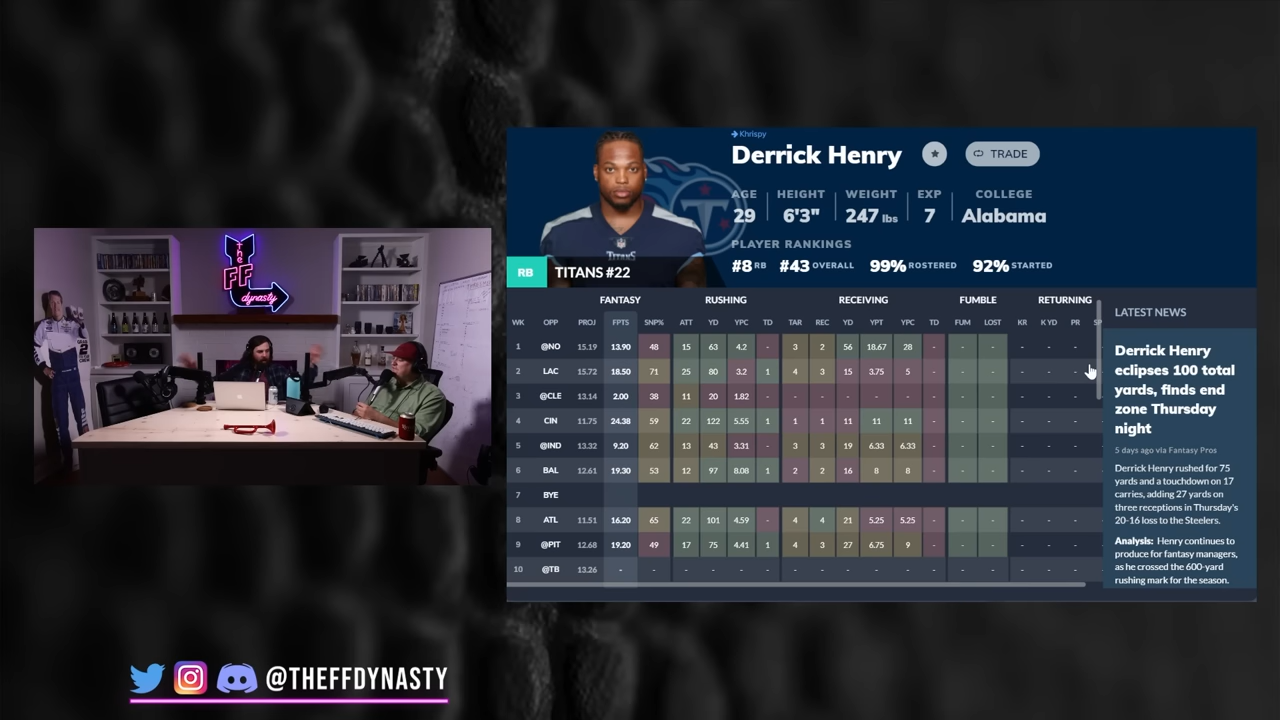 the
FF
dynasty
Khrispy
Derrick Henry
TRADE
AGE HEIGHT WEIGHT EXP COLLEGE
29 6'3" 247 lbs 7 Alabama
PLAYER RANKINGS
#8 RB #43 OVERALL 99% ROSTERED 92% STARTED
RB TITANS #22
FANTASY RUSHING RECEIVING FUMBLE RETURNING
WK OPP PROJ FPTS SNP% ATT YD YPC TD TAR REC YD YPT YPC TD FUM LOST KR K YD PR
1 @NO 15.19 13.90 48 15 63 4.2 - 3 2 56 18.67 28 - - - - - -
2 LAC 15.72 18.50 71 25 80 3.2 1 4 3 15 3.75 5 - - - - - -
3 @CLE 13.14 2.00 38 11 20 1.82 - - - - - - - - - - - -
4 CIN 11.75 24.38 59 22 122 5.55 1 1 1 11 11 11 - - - - - -
5 @IND 13.32 9.20 62 13 43 3.31 - 3 3 19 6.33 6.33 - - - - - -
6 BAL 12.61 19.30 53 12 97 8.08 1 2 2 16 8 8 - - - - - -
7 BYE
8 ATL 11.51 16.20 65 22 101 4.59 - 4 4 21 5.25 5.25 - - - - - -
9 @PIT 12.68 19.20 49 17 75 4.41 1 4 3 27 6.75 9 - - - - - -
10 @TB 13.26 - - - - - - - - - - - - - - - - -
LATEST NEWS
Derrick Henry
eclipses 100 total
yards, finds end
zone Thursday
night
5 days ago via Fantasy Pros
Derrick Henry rushed for 75
yards and a touchdown on 17
carries, adding 27 yards on
three receptions in Thursday's
20-16 loss to the Steelers.
Analysis: Henry continues to
produce for fantasy managers,
as he crossed the 600-yard
rushing mark for the season.
@THEFFDYNASTY